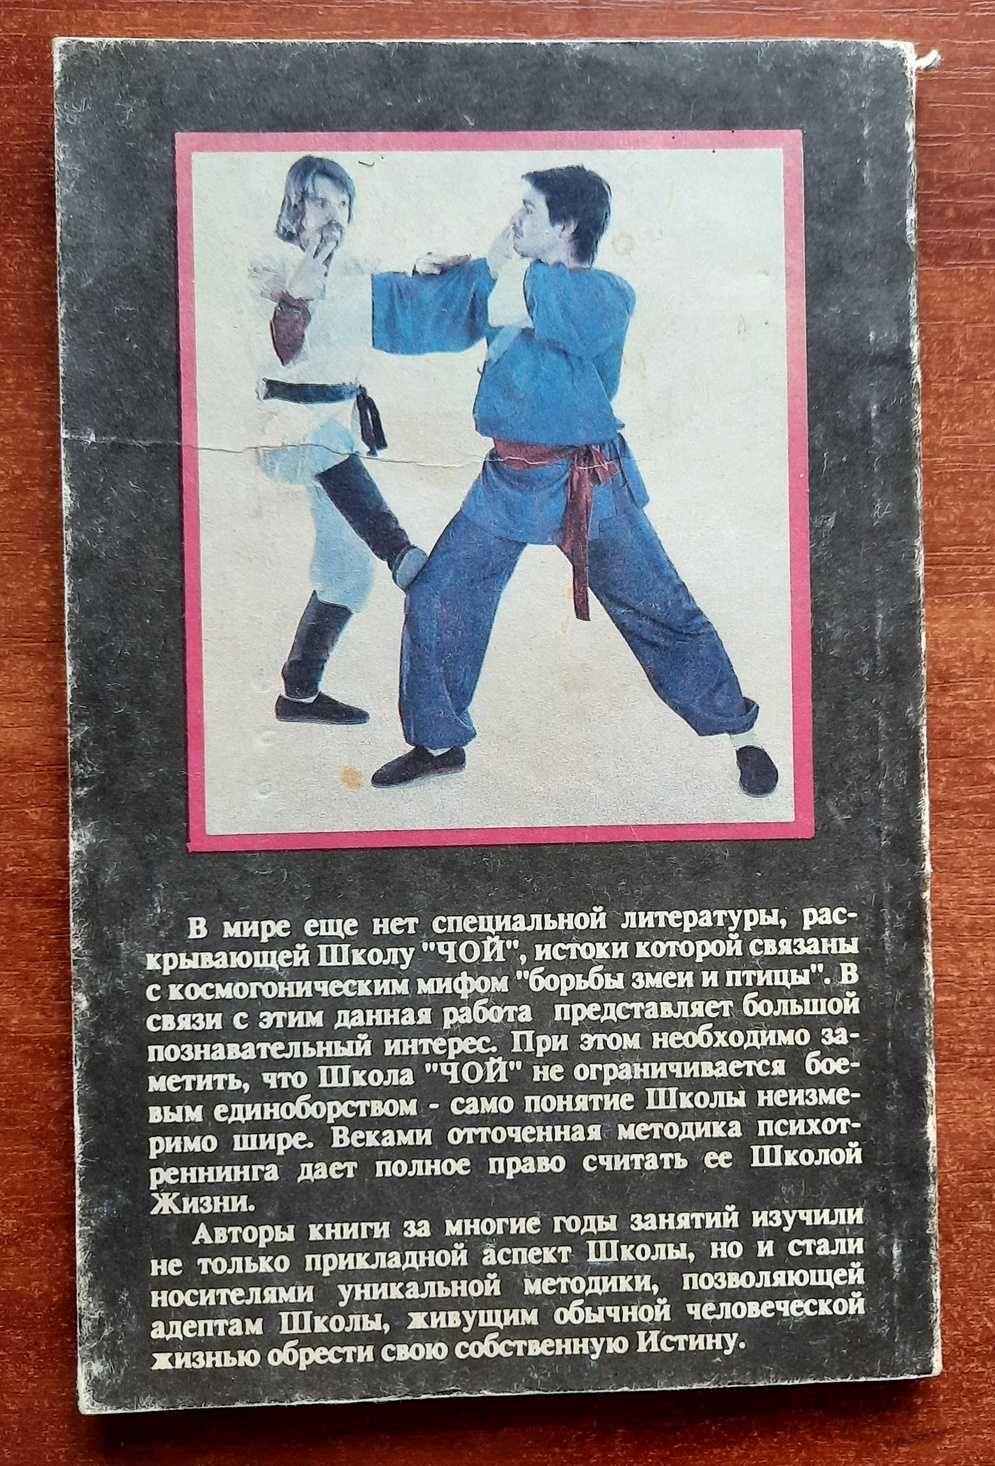 В мире еще нет специальной литературы, рас-
крывающей Школу "ЧОЙ", истоки которой связаны
с космогоническим мифом "борьбы змеи и птицы". В
связи с этим данная работа представляет большой
познавательный интерес. При этом необходимо за-
метить, что Школа "ЧОЙ" не ограничивается бое-
вым единоборством - само понятие Школы неизме-
римо шире. Веками отточенная методика психот-
реннинга дает полное право считать ее Школой
Жизни.
Авторы книги за многие годы занятий изучили
не только прикладной аспект Школы, но и стали
носителями уникальной методики, позволяющей
адептам Школы, живущим обычной человеческой
жизнью обрести свою собственную Истину.